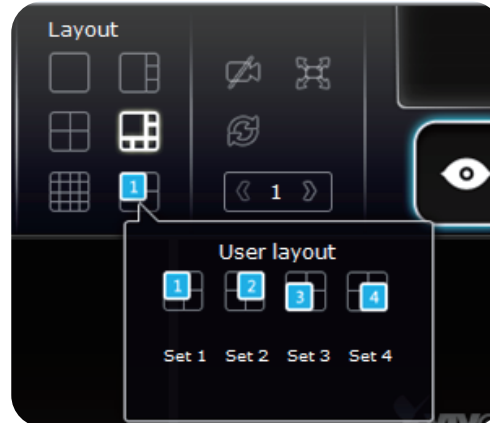 Layout
1
1
User layout
1 2 3 4
Set 1 Set 2 Set 3 Set 4